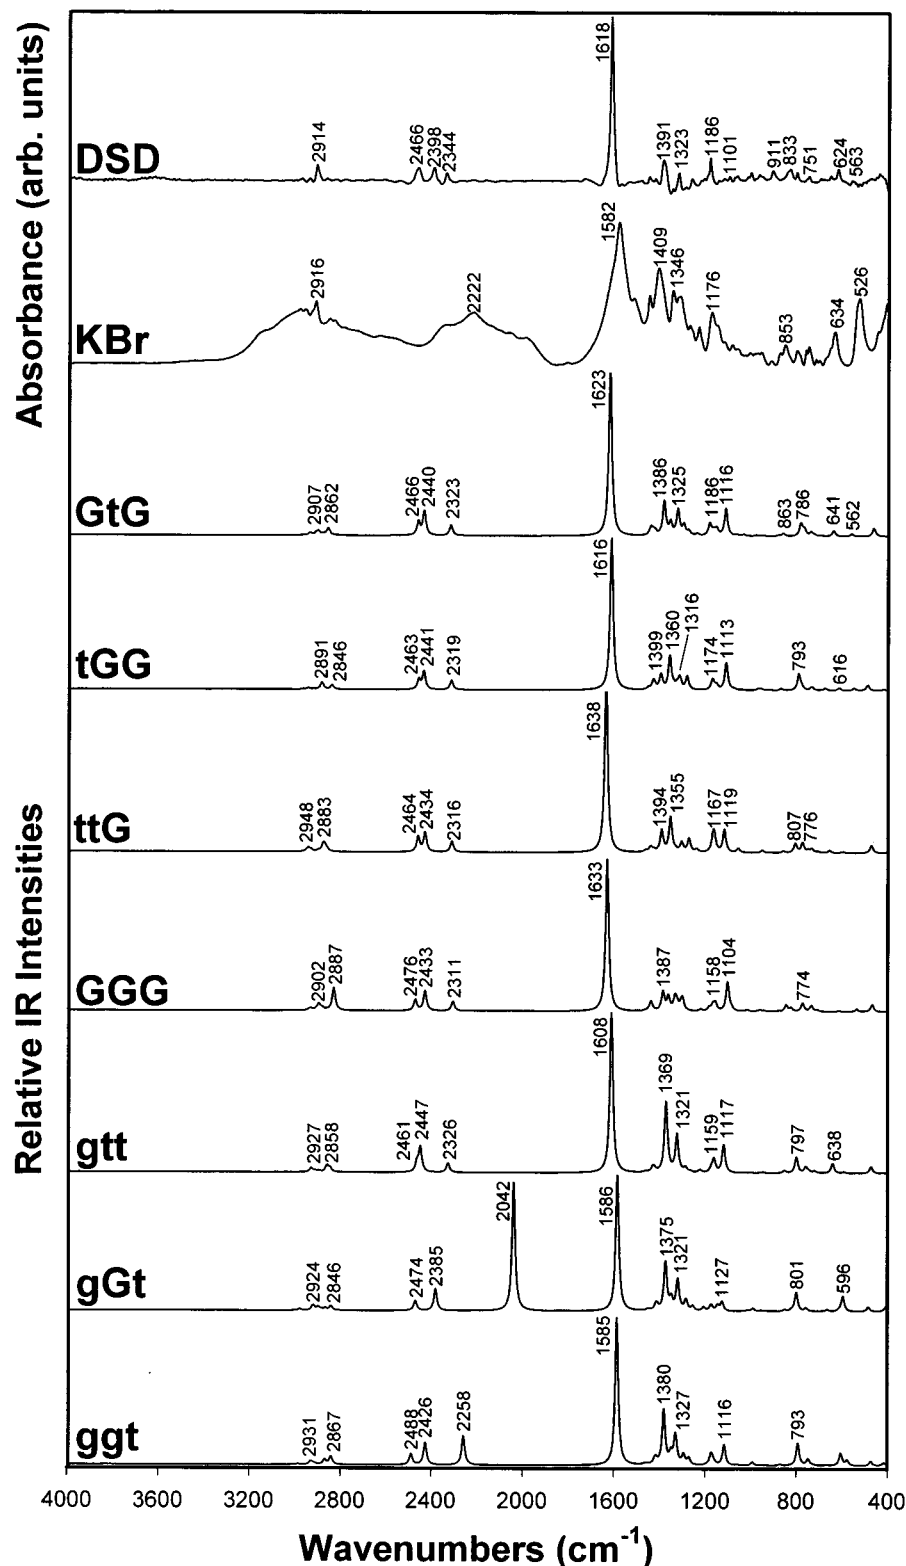 Absorbance (arb. units)
Relative IR Intensities
DSD
2914 2466 2398 2344 1618 1391 1323 1186 1101 911 833 751 624 563
KBr
2916 2222 1582 1409 1346 1176 853 634 526
GtG
2907 2862 2466 2440 2323 1623 1386 1325 1186 1116 863 786 641 562
tGG
2891 2846 2463 2441 2319 1616 1399 1360 1316 1174 1113 793 616
ttG
2948 2883 2464 2434 2316 1638 1394 1355 1167 1119 807 776
GGG
2902 2887 2476 2433 2311 1633 1387 1158 1104 774
gtt
2927 2858 2461 2447 2326 1608 1369 1321 1159 1117 797 638
gGt
2924 2846 2474 2385 2042 1586 1375 1321 1127 801 596
ggt
2931 2867 2488 2426 2258 1585 1380 1327 1116 793
4000 3600 3200 2800 2400 2000 1600 1200 800 400
Wavenumbers (cm⁻¹)